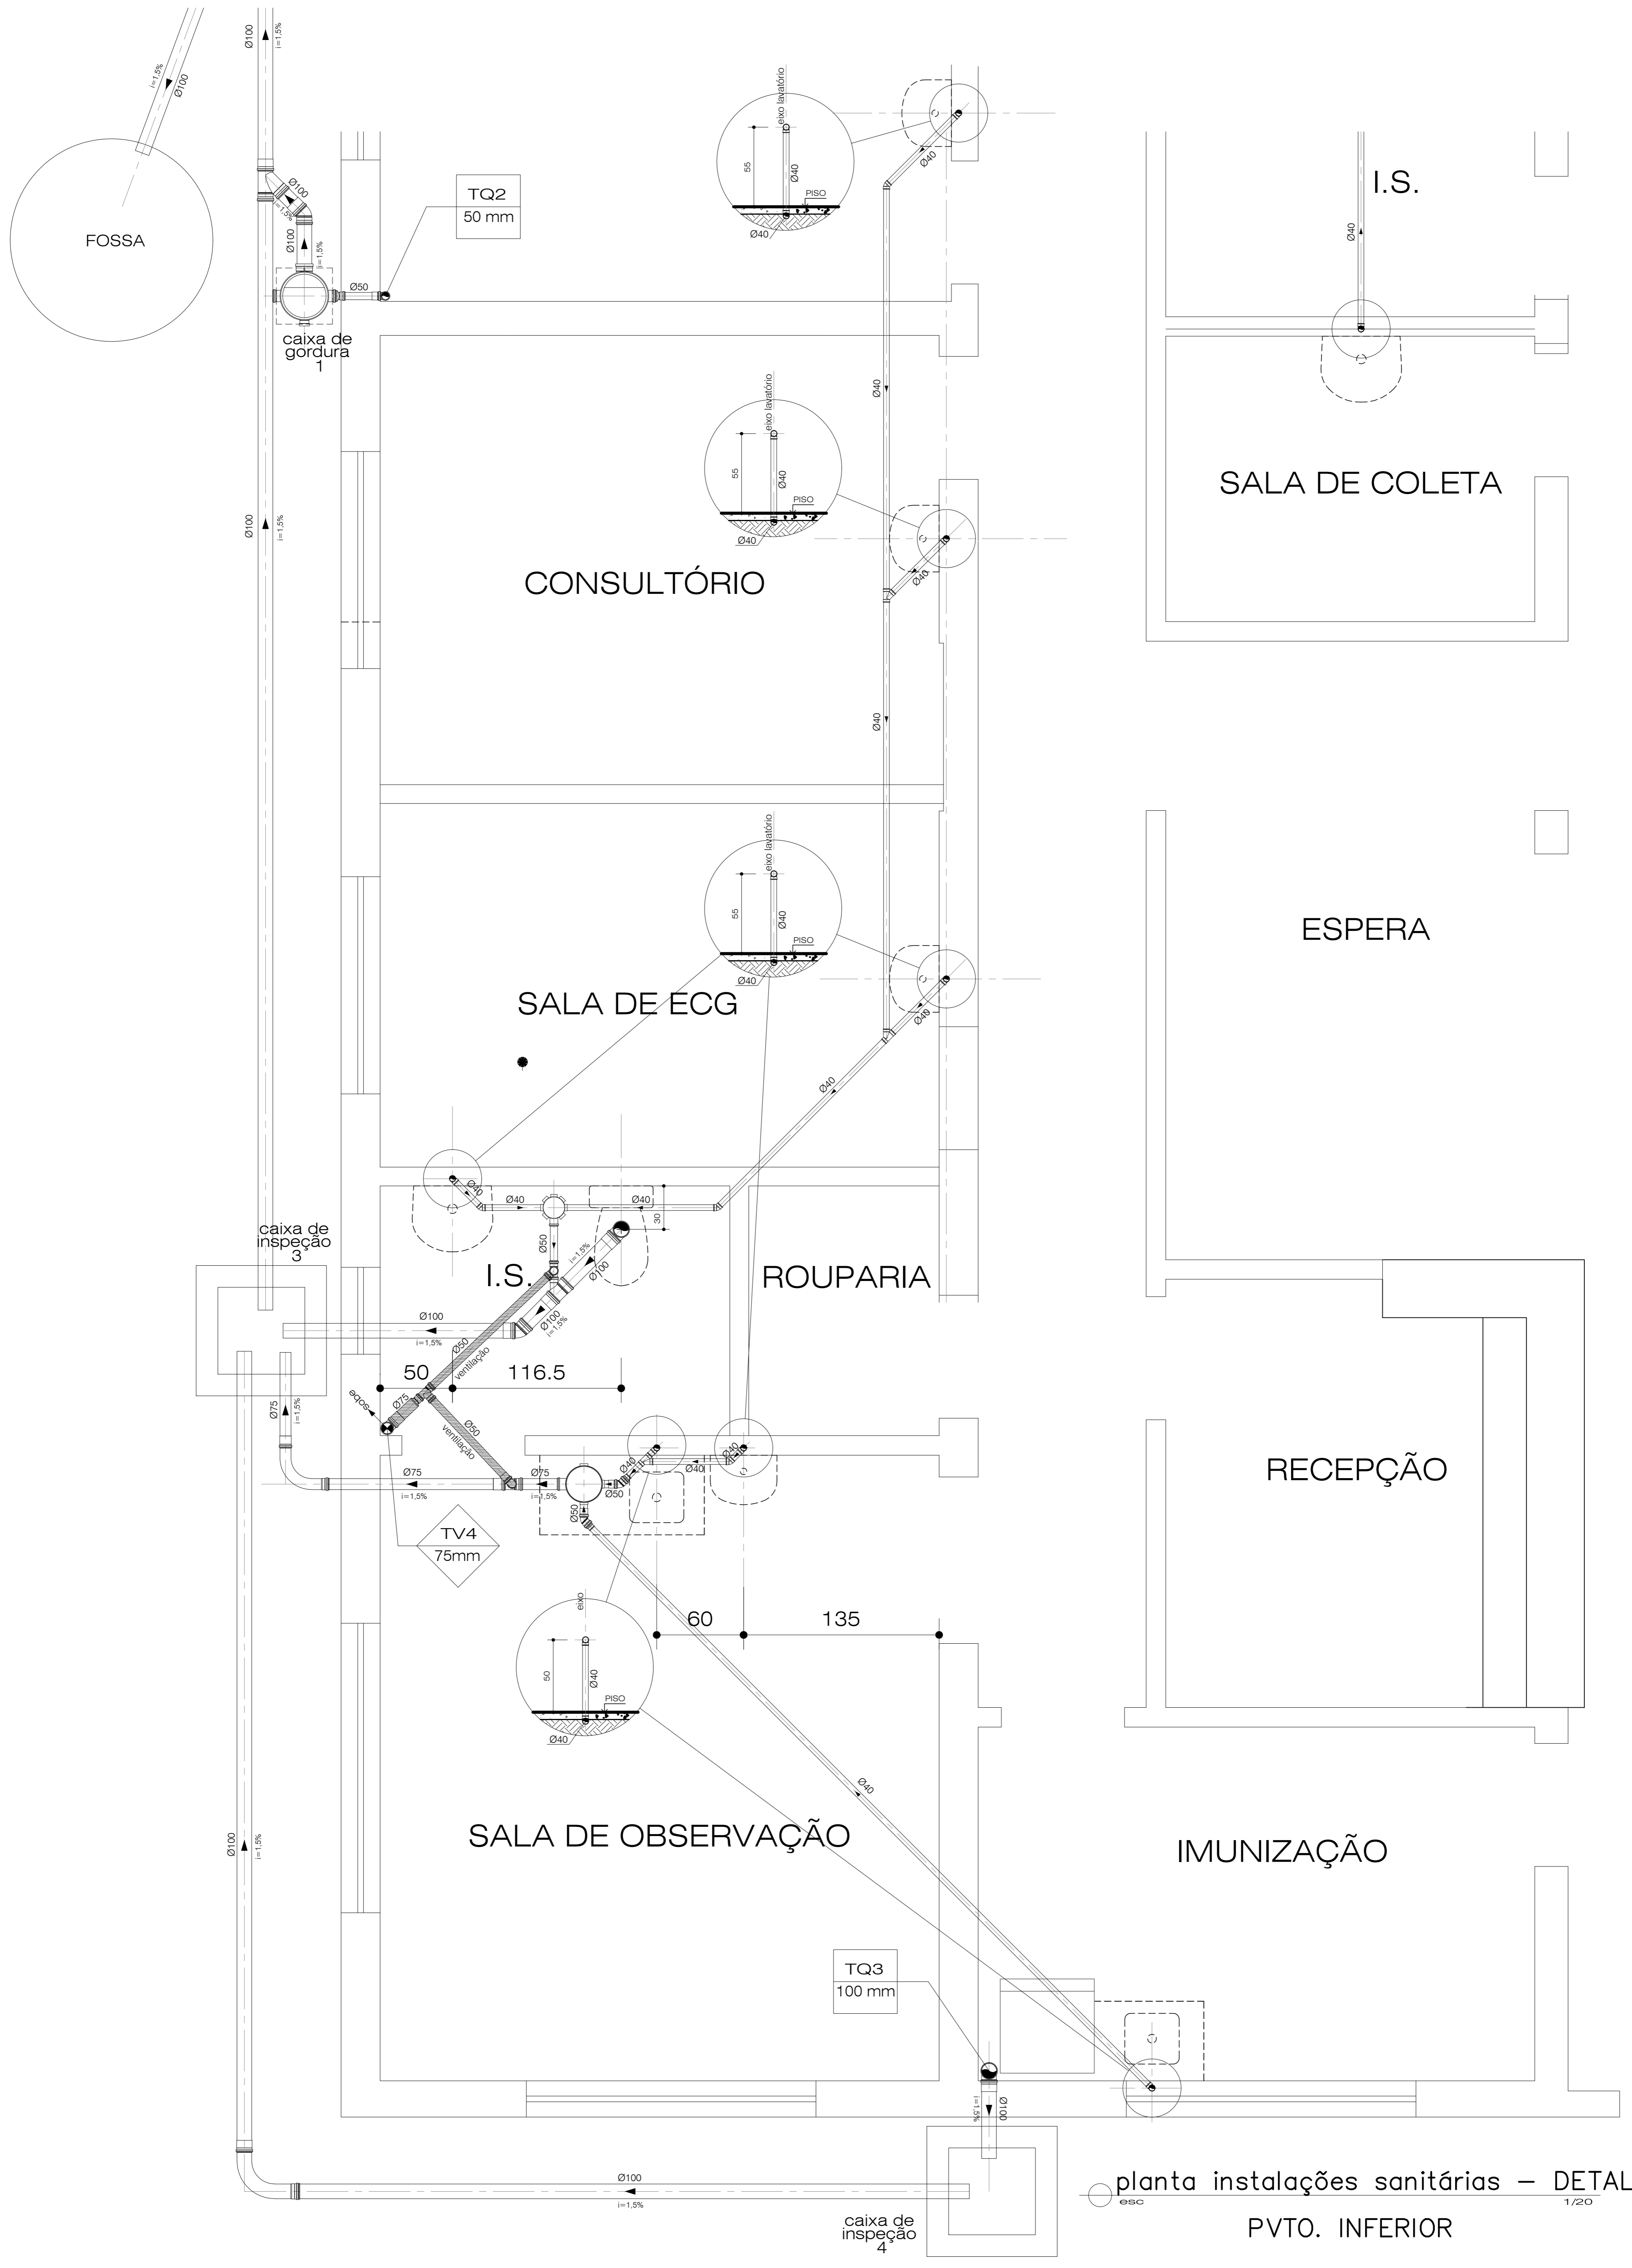 Ø100
i=1,5%
i=1,5%
Ø100
FOSSA
Ø100
i=1,5%
Ø100
i=1,5%
TQ2
50 mm
Ø50
caixa de
gordura
1
eixo lavatório
55
Ø40
PISO
Ø40
Ø40
I.S.
Ø40
Ø40
eixo lavatório
55
Ø40
PISO
Ø40
Ø40
SALA DE COLETA
Ø100
i=1,5%
CONSULTÓRIO
Ø40
eixo lavatório
55
Ø40
PISO
Ø40
Ø40
ESPERA
SALA DE ECG
Ø40
Ø40
Ø40
Ø40
30
caixa de
inspeção
3
Ø50
i=1,5%
Ø100
I.S.
ROUPARIA
Ø100
i=1,5%
Ø100
i=1,5%
Ø50
ventilação
50
116.5
sobe
Ø75
Ø50
ventilação
Ø75
i=1,5%
Ø40
Ø40
Ø40
RECEPÇÃO
Ø75
i=1,5%
Ø75
i=1,5%
Ø50
Ø50
TV4
75mm
eixo
60
135
50
Ø40
PISO
Ø40
Ø40
SALA DE OBSERVAÇÃO
IMUNIZAÇÃO
Ø100
i=1,5%
TQ3
100 mm
i=1,5%
Ø100
Ø100
i=1,5%
caixa de
inspeção
4
planta instalações sanitárias – DETAL
esc
1/20
PVTO. INFERIOR